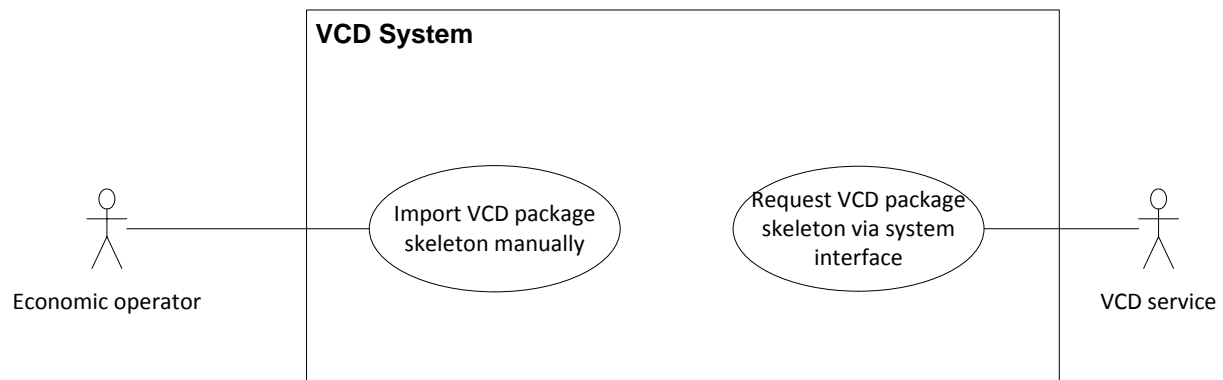 VCD System
Import VCD package
skeleton manually
Request VCD package
skeleton via system
interface
Economic operator
VCD service